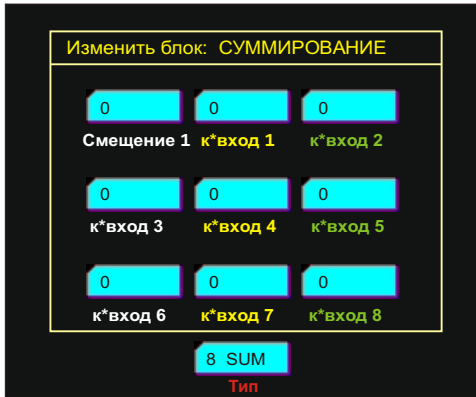 Изменить блок: СУММИРОВАНИЕ
0 0 0
Смещение 1 к*вход 1 к*вход 2
0 0 0
к*вход 3 к*вход 4 к*вход 5
0 0 0
к*вход 6 к*вход 7 к*вход 8
8 SUM
Тип